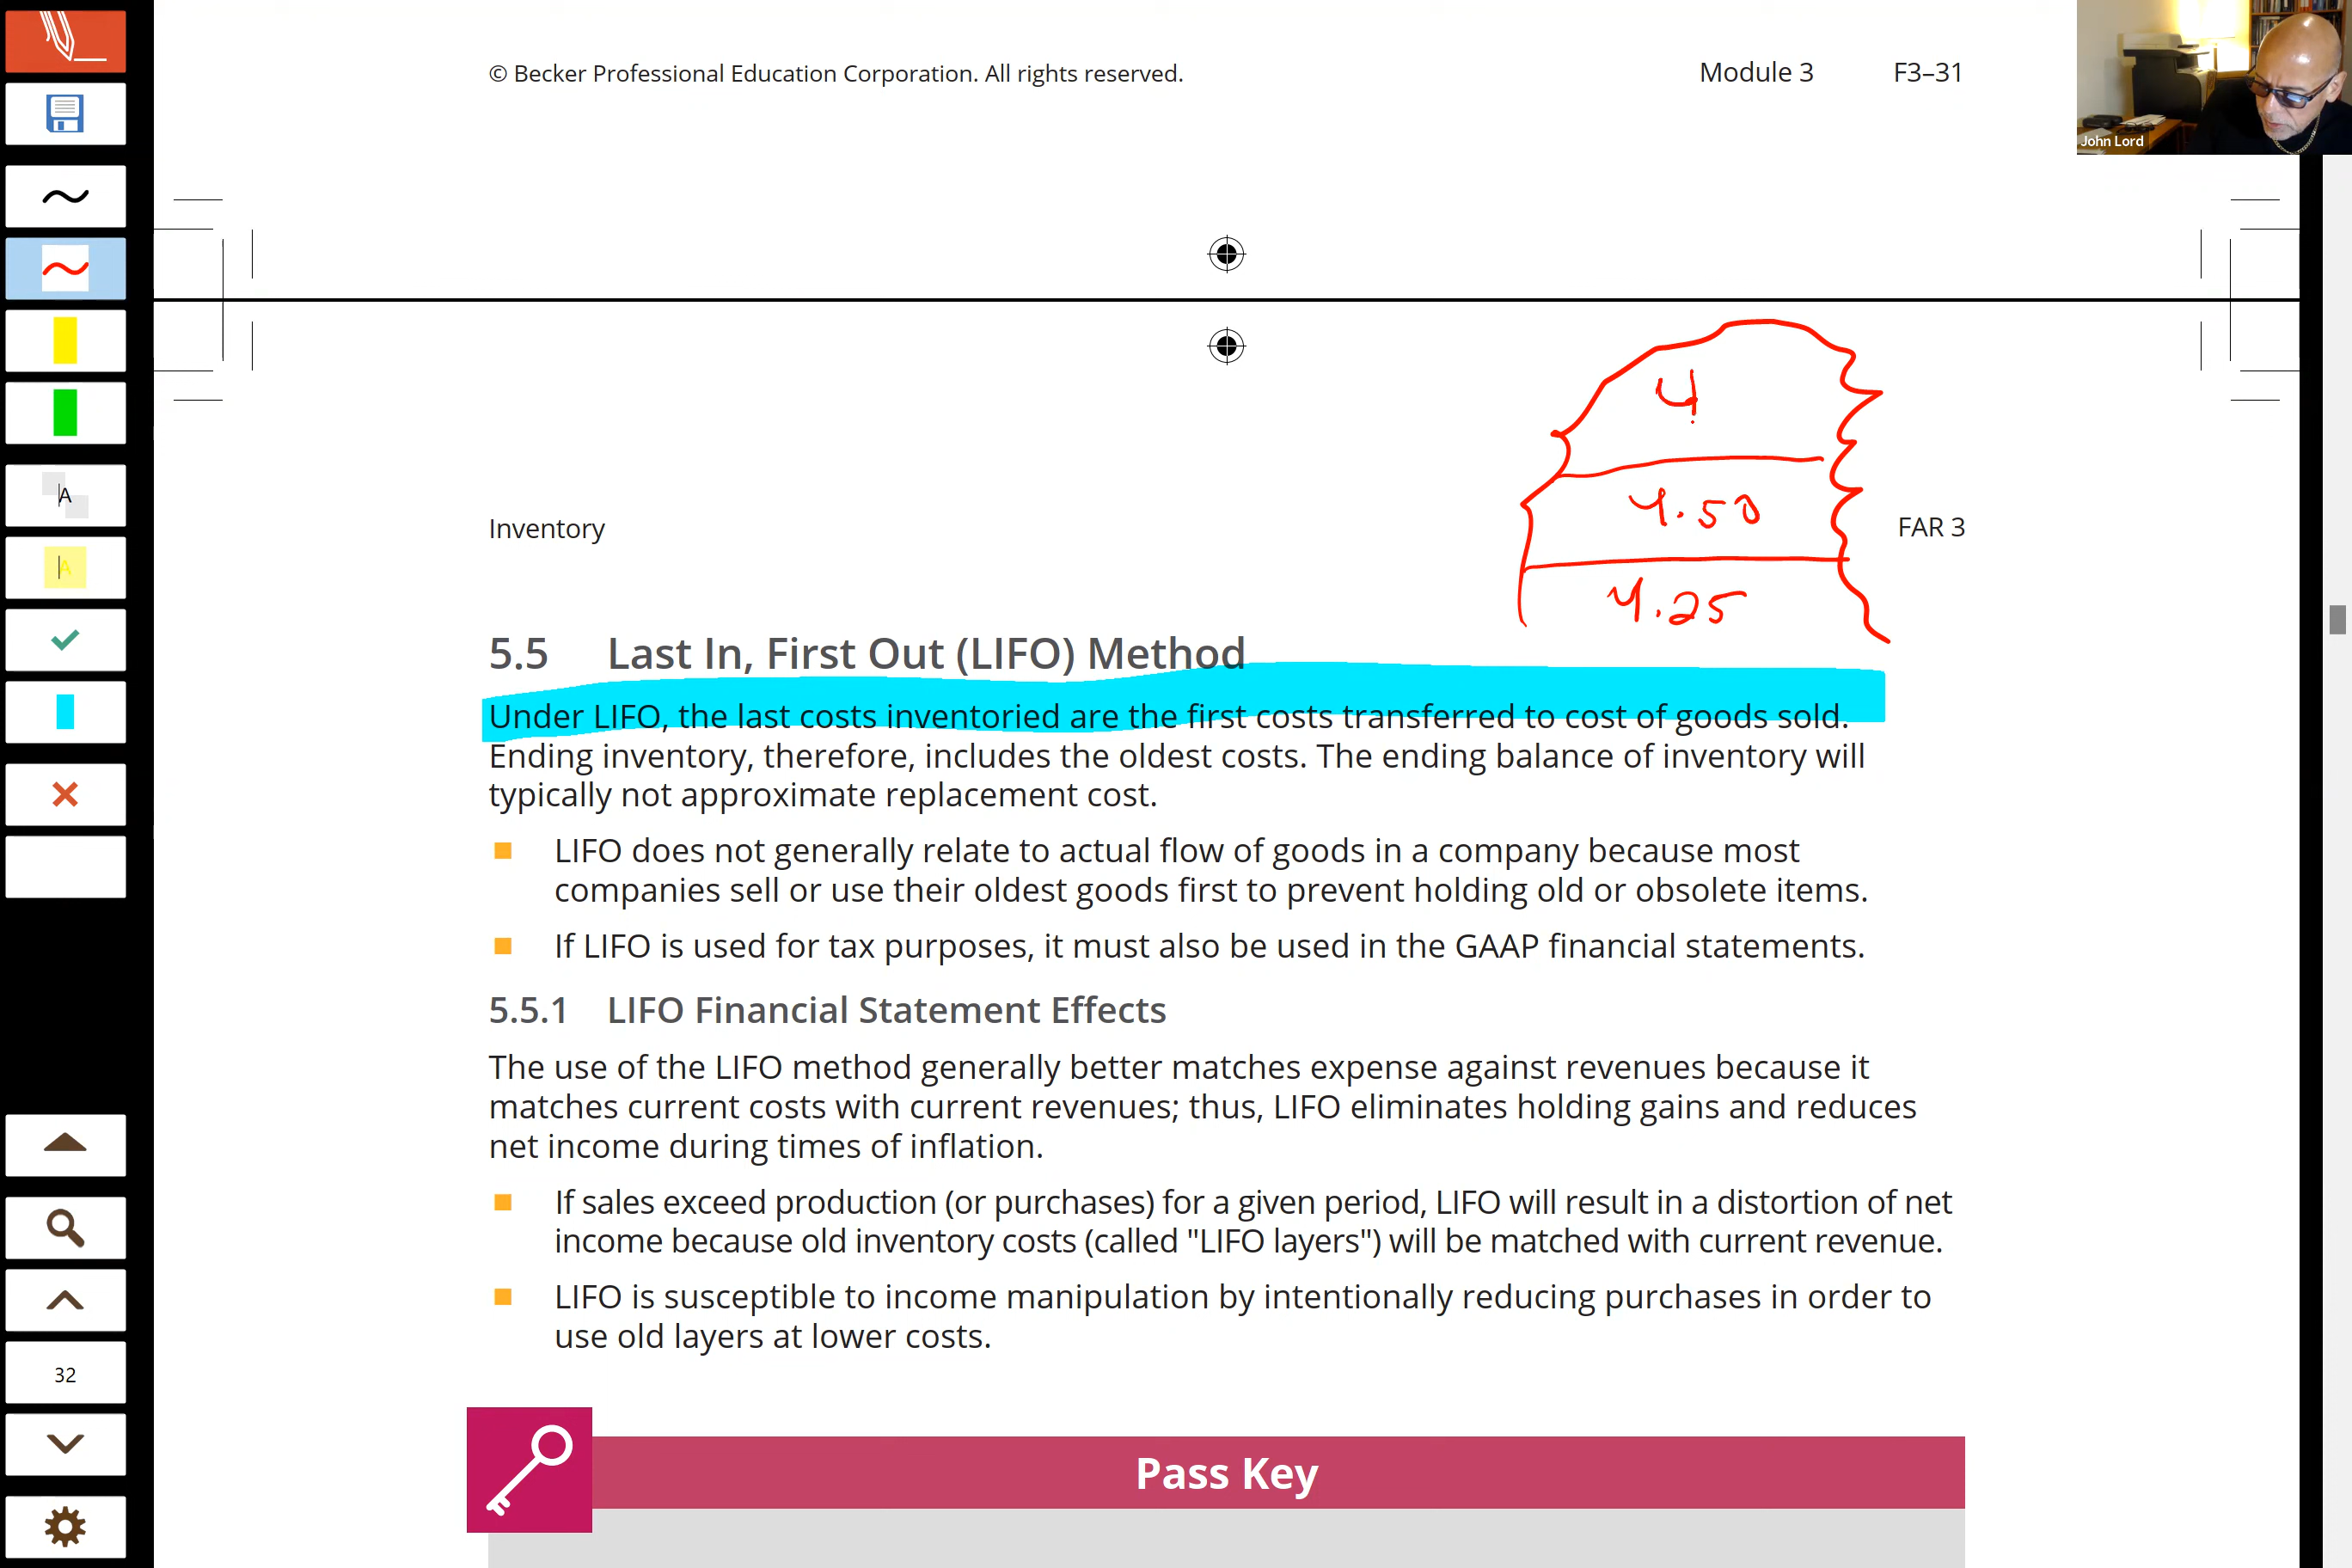 © Becker Professional Education Corporation. All rights reserved.
Module 3
F3–31
John Lord
4
4.50
4.25
Inventory
FAR 3
5.5 Last In, First Out (LIFO) Method
Under LIFO, the last costs inventoried are the first costs transferred to cost of goods sold.
Ending inventory, therefore, includes the oldest costs. The ending balance of inventory will
typically not approximate replacement cost.
LIFO does not generally relate to actual flow of goods in a company because most
companies sell or use their oldest goods first to prevent holding old or obsolete items.
If LIFO is used for tax purposes, it must also be used in the GAAP financial statements.
5.5.1 LIFO Financial Statement Effects
The use of the LIFO method generally better matches expense against revenues because it
matches current costs with current revenues; thus, LIFO eliminates holding gains and reduces
net income during times of inflation.
If sales exceed production (or purchases) for a given period, LIFO will result in a distortion of net
income because old inventory costs (called "LIFO layers") will be matched with current revenue.
LIFO is susceptible to income manipulation by intentionally reducing purchases in order to
use old layers at lower costs.
Pass Key
A
A
32